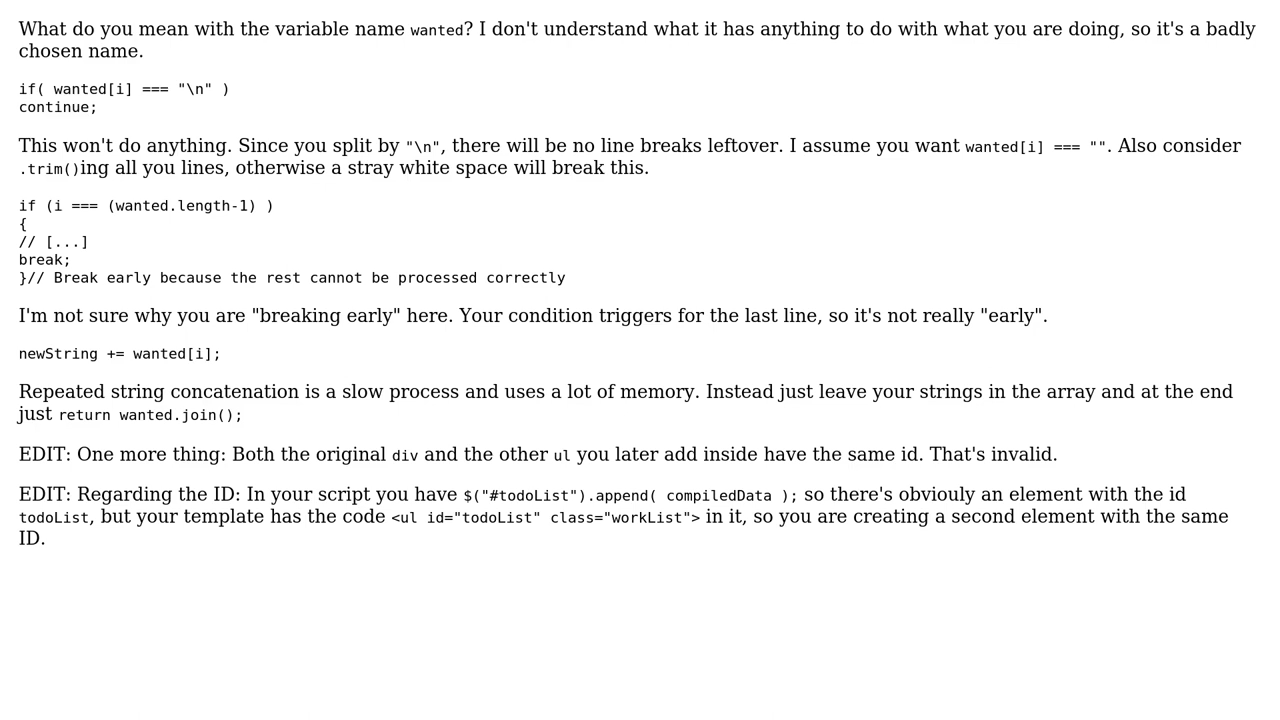 What do you mean with the variable name wanted? I don't understand what it has anything to do with what you are doing, so it's a badly
chosen name.
if( wanted[i] === "\n" )
continue;
This won't do anything. Since you split by "\n", there will be no line breaks leftover. I assume you want wanted[i] === "". Also consider
.trim()ing all you lines, otherwise a stray white space will break this.
if (i === (wanted.length-1) )
{
// [...]
break;
}// Break early because the rest cannot be processed correctly
I'm not sure why you are "breaking early" here. Your condition triggers for the last line, so it's not really "early".
newString += wanted[i];
Repeated string concatenation is a slow process and uses a lot of memory. Instead just leave your strings in the array and at the end
just return wanted.join();
EDIT: One more thing: Both the original div and the other ul you later add inside have the same id. That's invalid.
EDIT: Regarding the ID: In your script you have $("#todoList").append( compiledData ); so there's obviouly an element with the id
todoList, but your template has the code <ul id="todoList" class="workList"> in it, so you are creating a second element with the same
ID.